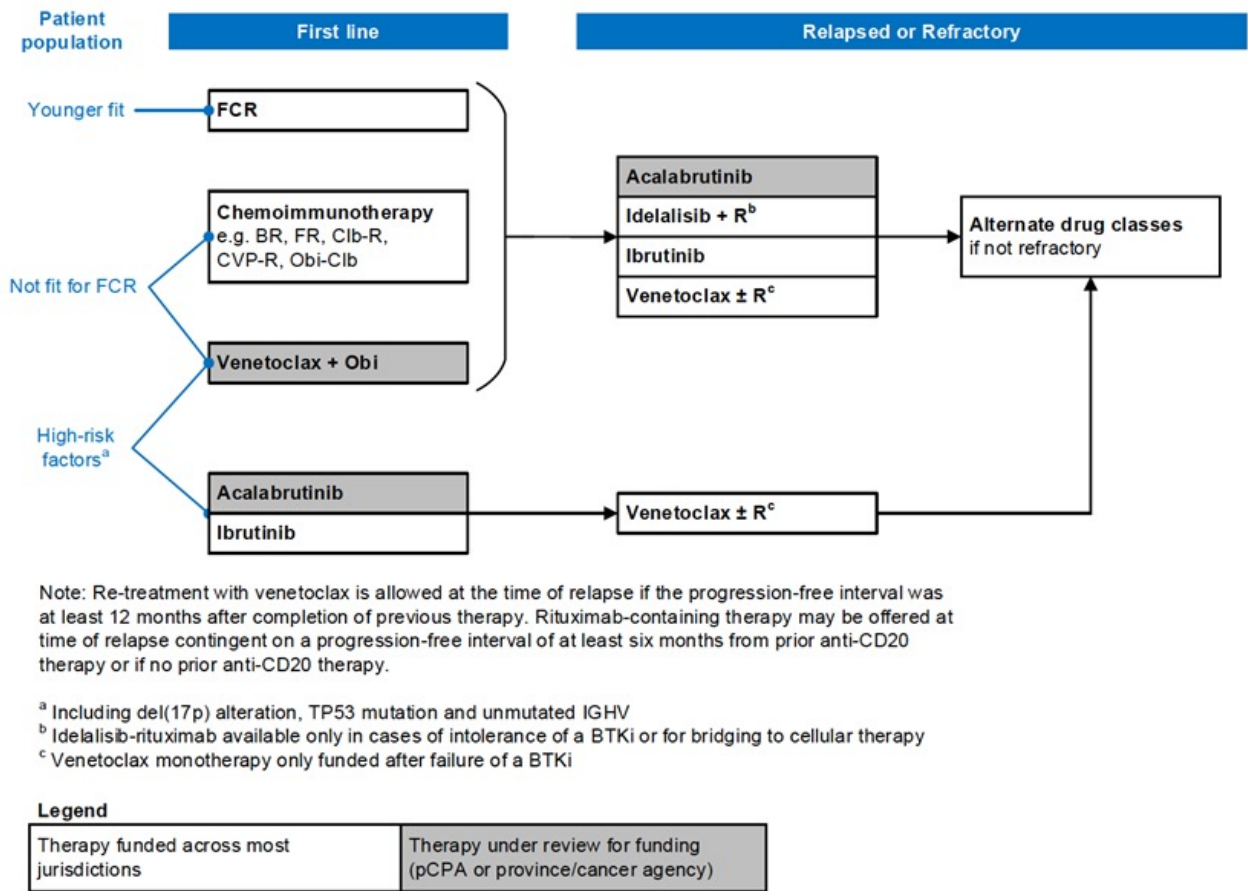 Patient
population
First line
Relapsed or Refractory
Younger fit
FCR
Chemoimmunotherapy
e.g. BR, FR, Clb-R,
CVP-R, Obi-Clb
Not fit for FCR
Venetoclax + Obi
High-risk
factorsᵃ
Acalabrutinib
Ibrutinib
Acalabrutinib
Idelalisib + Rᵇ
Ibrutinib
Venetoclax ± Rᶜ
Venetoclax ± Rᶜ
Alternate drug classes
if not refractory
Note: Re-treatment with venetoclax is allowed at the time of relapse if the progression-free interval was
at least 12 months after completion of previous therapy. Rituximab-containing therapy may be offered at
time of relapse contingent on a progression-free interval of at least six months from prior anti-CD20
therapy or if no prior anti-CD20 therapy.
ᵃ Including del(17p) alteration, TP53 mutation and unmutated IGHV
ᵇ Idelalisib-rituximab available only in cases of intolerance of a BTKi or for bridging to cellular therapy
ᶜ Venetoclax monotherapy only funded after failure of a BTKi
Legend
Therapy funded across most
jurisdictions
Therapy under review for funding
(pCPA or province/cancer agency)